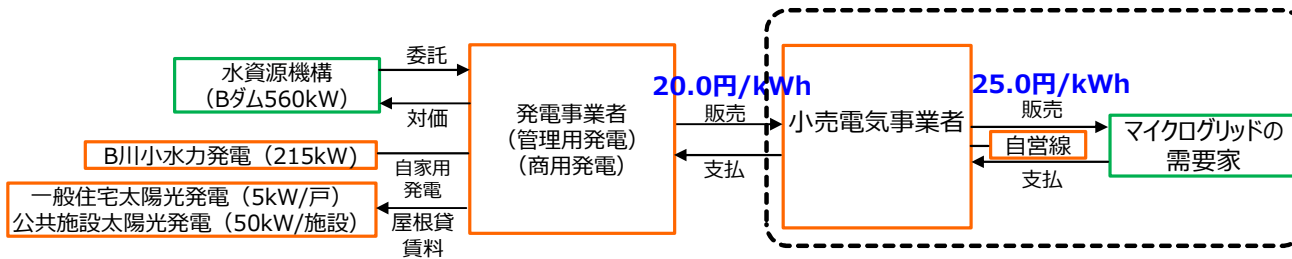 水資源機構
（Bダム560kW）
委託
対価
B川小水力発電（215kW)
自家用
発電
一般住宅太陽光発電（5kW/戸）
公共施設太陽光発電（50kW/施設）
屋根貸
賃料
発電事業者
（管理用発電）
（商用発電）
20.0円/kWh
販売
支払
小売電気事業者
25.0円/kWh
販売
自営線
支払
マイクログリッドの
需要家